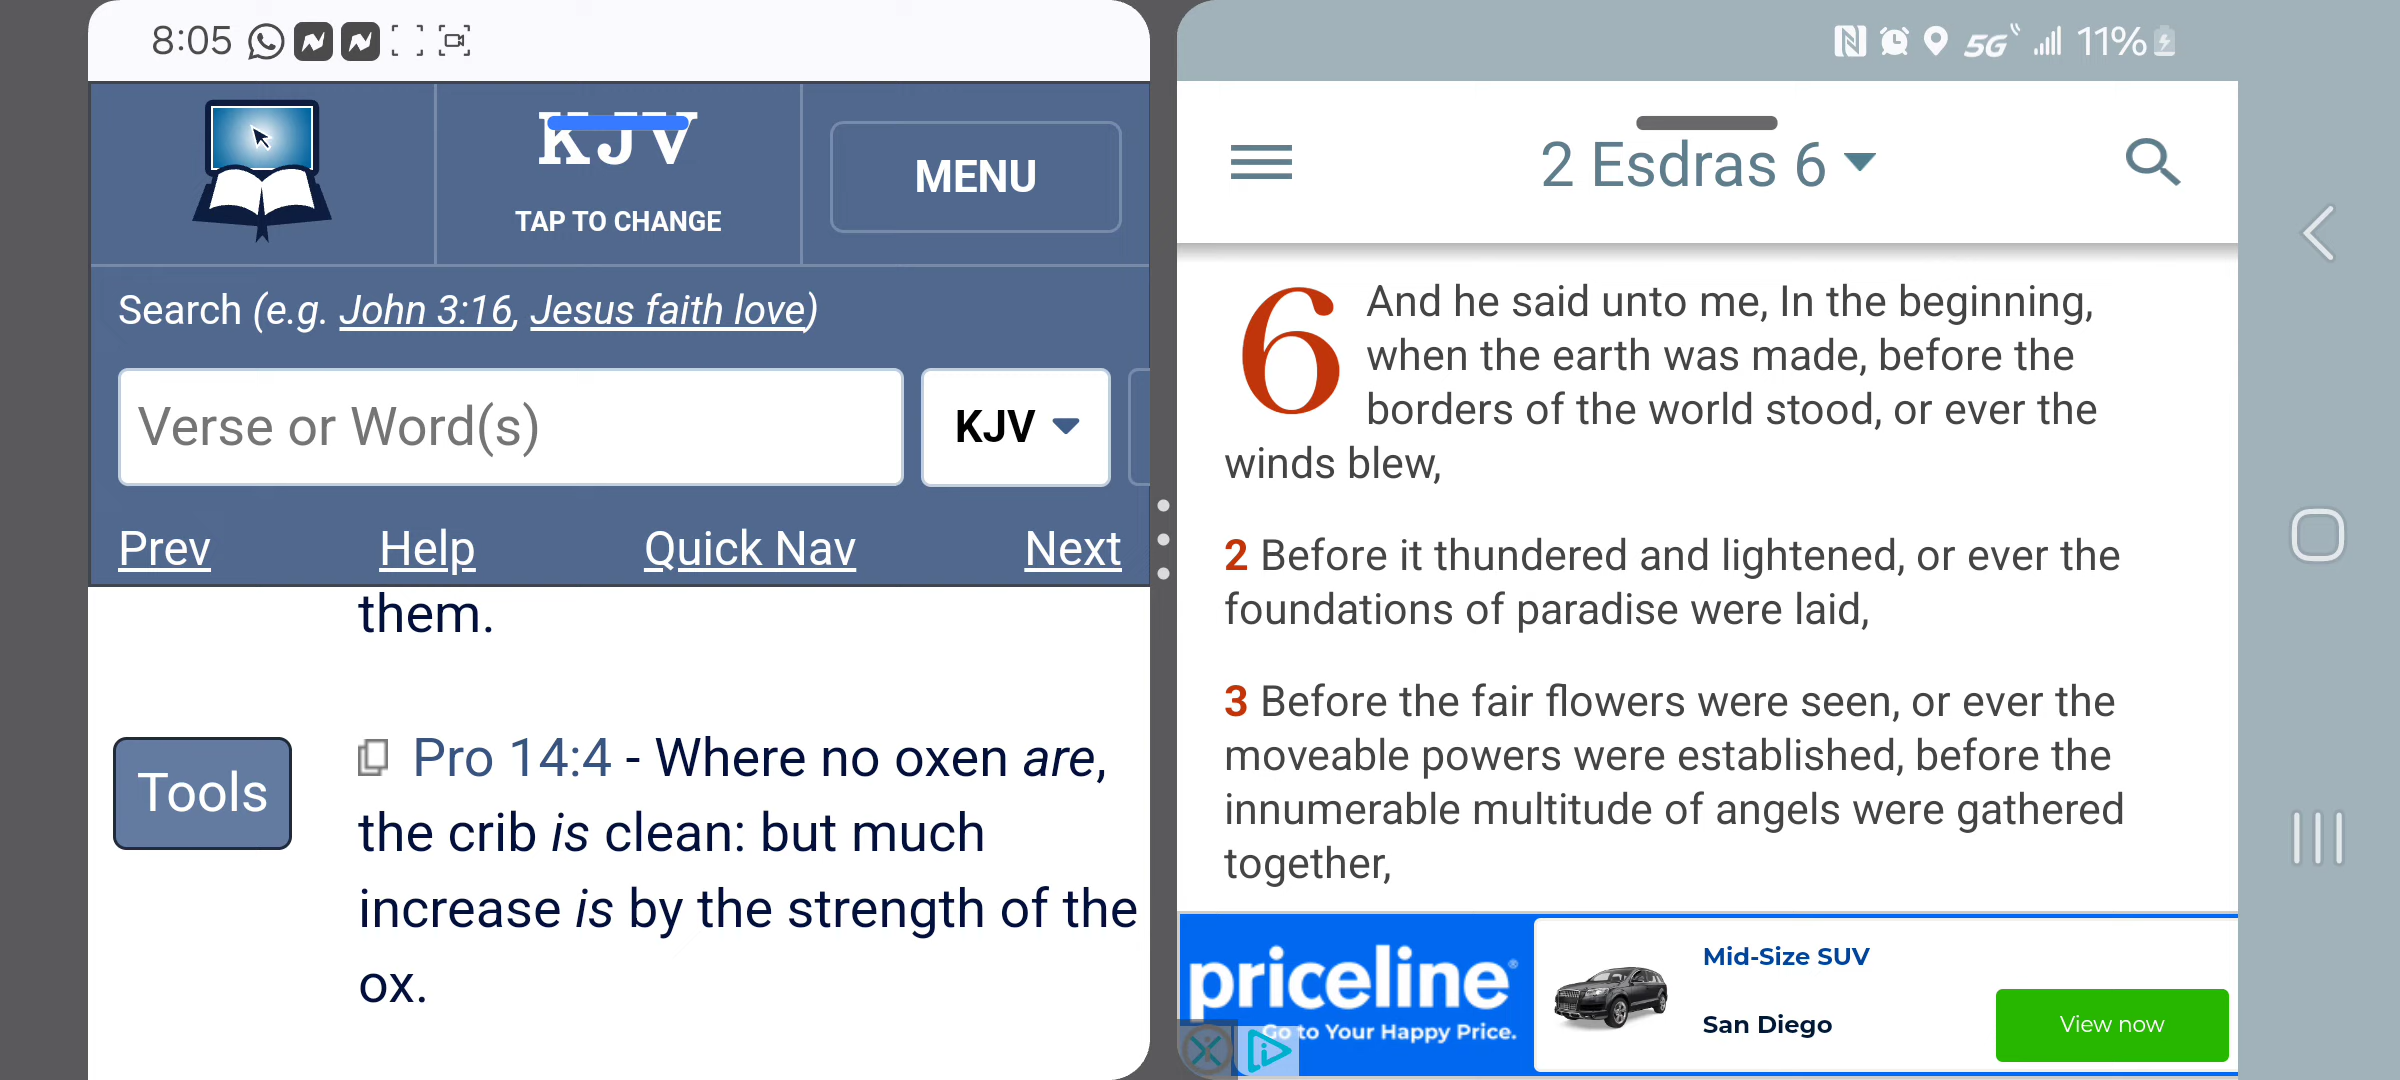 8:05
KJV
TAP TO CHANGE
MENU
Search (e.g. John 3:16, Jesus faith love)
Verse or Word(s)
KJV
Prev
Help
Quick Nav
Next
them.
Tools
Pro 14:4 - Where no oxen are,
the crib is clean: but much
increase is by the strength of the
ox.
5G
11%
2 Esdras 6
6 And he said unto me, In the beginning,
when the earth was made, before the
borders of the world stood, or ever the
winds blew,
2 Before it thundered and lightened, or ever the
foundations of paradise were laid,
3 Before the fair flowers were seen, or ever the
moveable powers were established, before the
innumerable multitude of angels were gathered
together,
priceline®
Go to Your Happy Price.
Mid-Size SUV
San Diego
View now